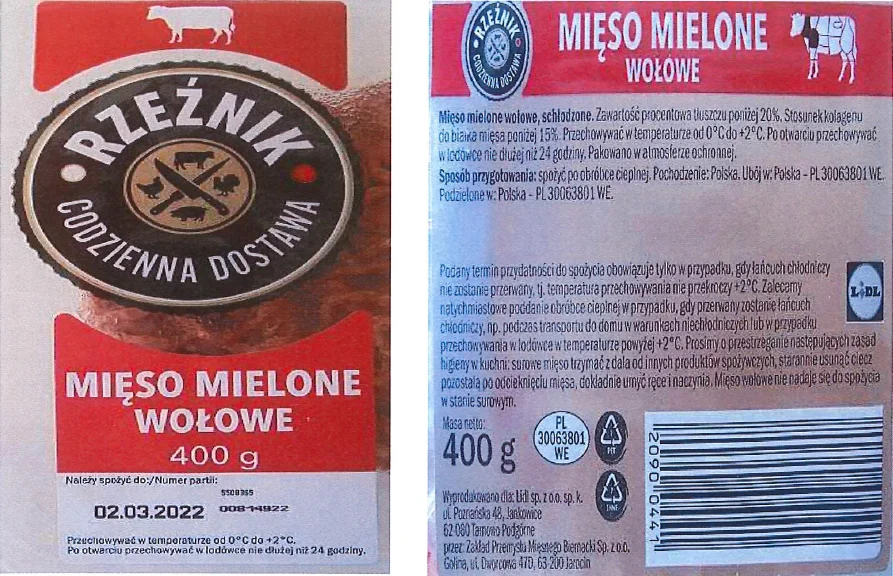 RZEŹNIK
CODZIENNA DOSTAWA
MIĘSO MIELONE
WOŁOWE
400 g
Należy spożyć do:/Numer partii:
5508365
02.03.2022 00814922
Przechowywać w temperaturze od 0°C do +2°C.
Po otwarciu przechowywać w lodówce nie dłużej niż 24 godziny.
RZEŹNIK
CODZIENNA DOSTAWA
MIĘSO MIELONE
WOŁOWE
Mięso mielone wołowe, schłodzone. Zawartość procentowa tłuszczu poniżej 20%. Stosunek kolagenu
do białka mięsa poniżej 15%. Przechowywać w temperaturze od 0°C do +2°C. Po otwarciu przechowywać
w lodówce nie dłużej niż 24 godziny. Pakowano w atmosferze ochronnej.
Sposób przygotowania: spożyć po obróbce cieplnej. Pochodzenie: Polska. Ubój w: Polska - PL 30063801 WE.
Podzielone w: Polska - PL 30063801 WE.
Podany termin przydatności do spożycia obowiązuje tylko w przypadku, gdy łańcuch chłodniczy
nie zostanie przerwany, tj. temperatura przechowywania nie przekroczy +2°C. Zalecamy
natychmiastowe poddanie obróbce cieplnej w przypadku, gdy przerwany zostanie łańcuch
chłodniczy, np. podczas transportu do domu w warunkach niechłodniczych lub w przypadku
przechowywania w lodówce w temperaturze powyżej +2°C. Prosimy o przestrzeganie następujących zasad
higieny w kuchni: surowe mięso trzymać z dala od innych produktów spożywczych, starannie usunąć ciecz
pozostałą po odcieknięciu mięsa, dokładnie umyć ręce i naczynia. Mięso wołowe nie nadaje się do spożycia
w stanie surowym.
LIDL
Masa netto:
400 g
PL
30063801
WE
PET
INNE
Wyprodukowano dla: Lidl sp. z o.o. sp. k.
ul. Poznańska 48, Jankowice
62-080 Tarnowo Podgórne
przez: Zakład Przemysłu Mięsnego Biernacki Sp. z o.o.
Golina, ul. Dworcowa 47D, 63-200 Jarocin
20901044